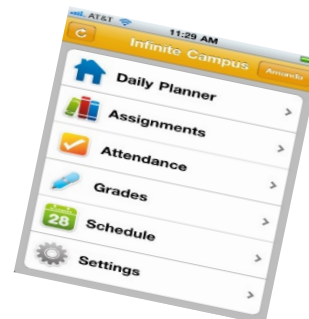 AT&T
11:29 AM
Infinite Campus
Amanda
Daily Planner
Assignments
Attendance
Grades
28
Schedule
Settings